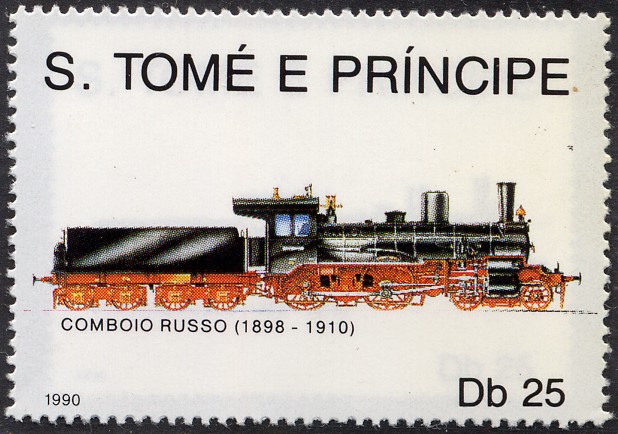 S. TOMÉ E PRÍNCIPE
COMBOIO RUSSO (1898 - 1910)
1990
Db 25